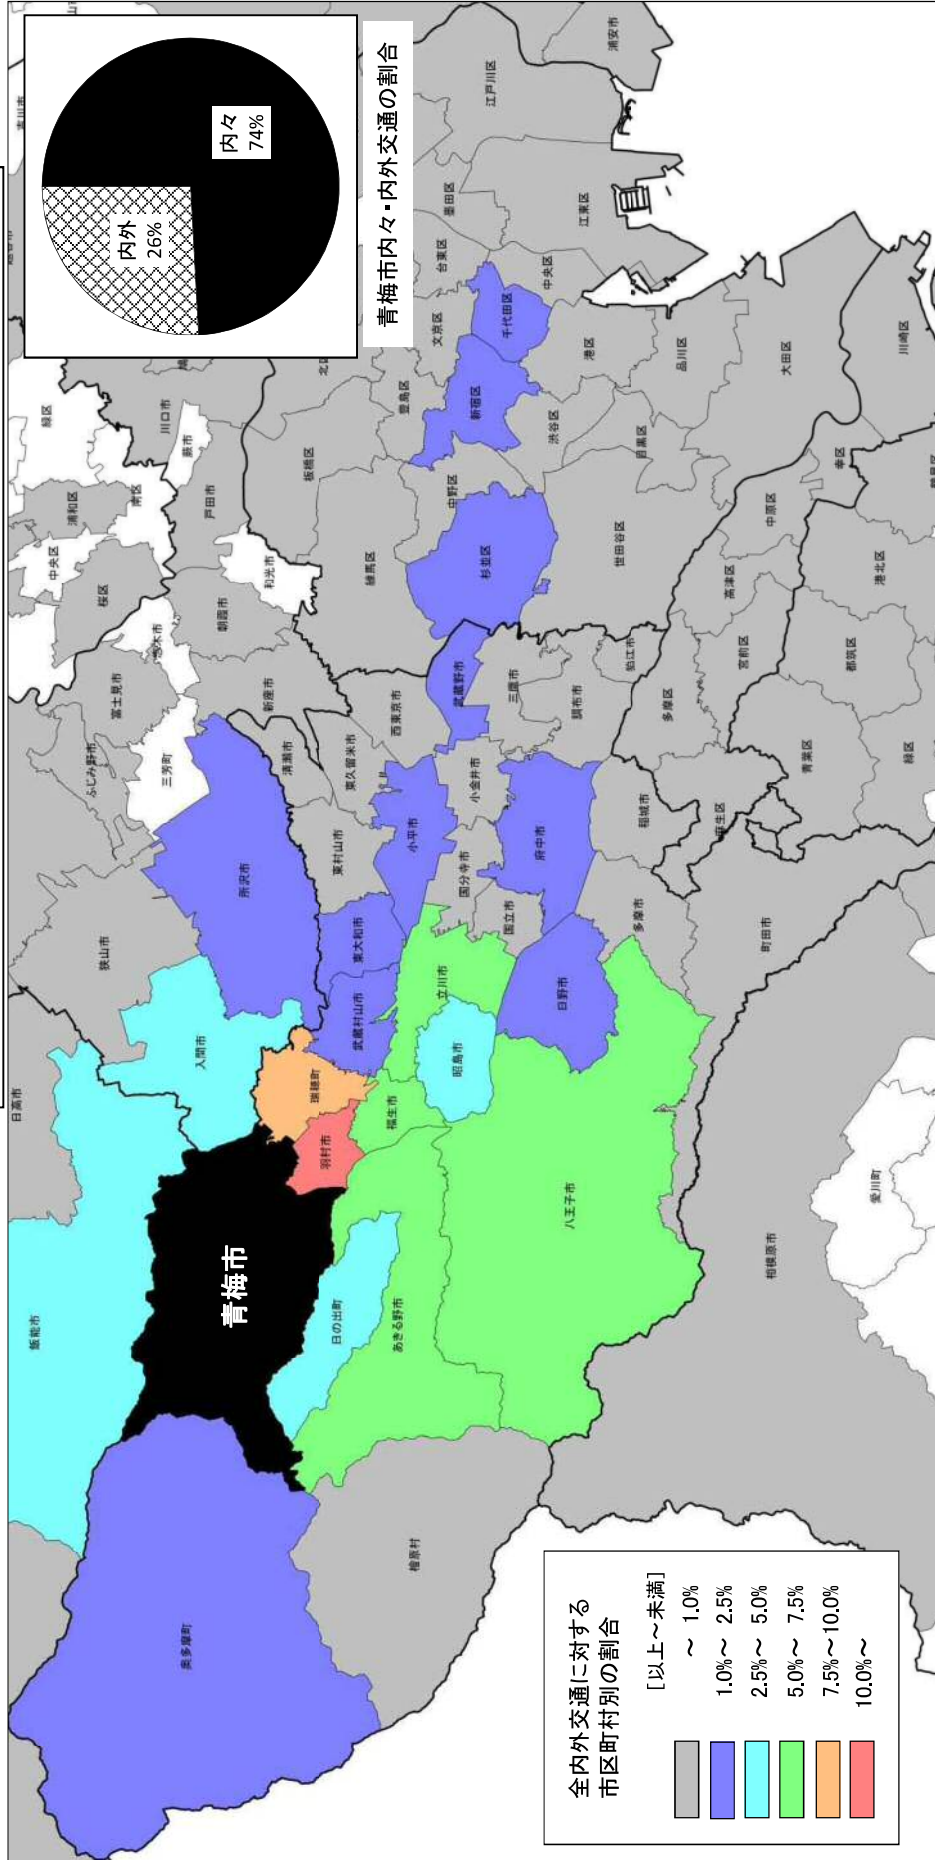 内外
26%
内々
74%
青梅市内々・内外交通の割合
全内外交通に対する
市区町村別の割合
[以上～未満]
～ 1.0%
1.0%～ 2.5%
2.5%～ 5.0%
5.0%～ 7.5%
7.5%～10.0%
10.0%～
青梅市
奥多摩町
檜原村
飯能市
日高市
日の出町
あきる野市
八王子市
羽村市
瑞穂町
福生市
入間市
狭山市
所沢市
昭島市
立川市
武蔵村山市
東大和市
日野市
多摩市
町田市
相模原市
愛川町
東村山市
小平市
国分寺市
国立市
府中市
小金井市
稲城市
麻生区
清瀬市
東久留米市
西東京市
武蔵野市
三鷹市
調布市
狛江市
多摩区
宮前区
高津区
中原区
幸区
青葉区
都筑区
緑区
港北区
川崎区
ふじみ野市
富士見市
三芳町
志木市
新座市
朝霞市
和光市
戸田市
蕨市
川口市
桜区
中央区
浦和区
南区
緑区
練馬区
板橋区
豊島区
文京区
台東区
墨田区
江東区
江戸川区
浦安市
中野区
杉並区
新宿区
千代田区
中央区
港区
渋谷区
目黒区
世田谷区
品川区
大田区